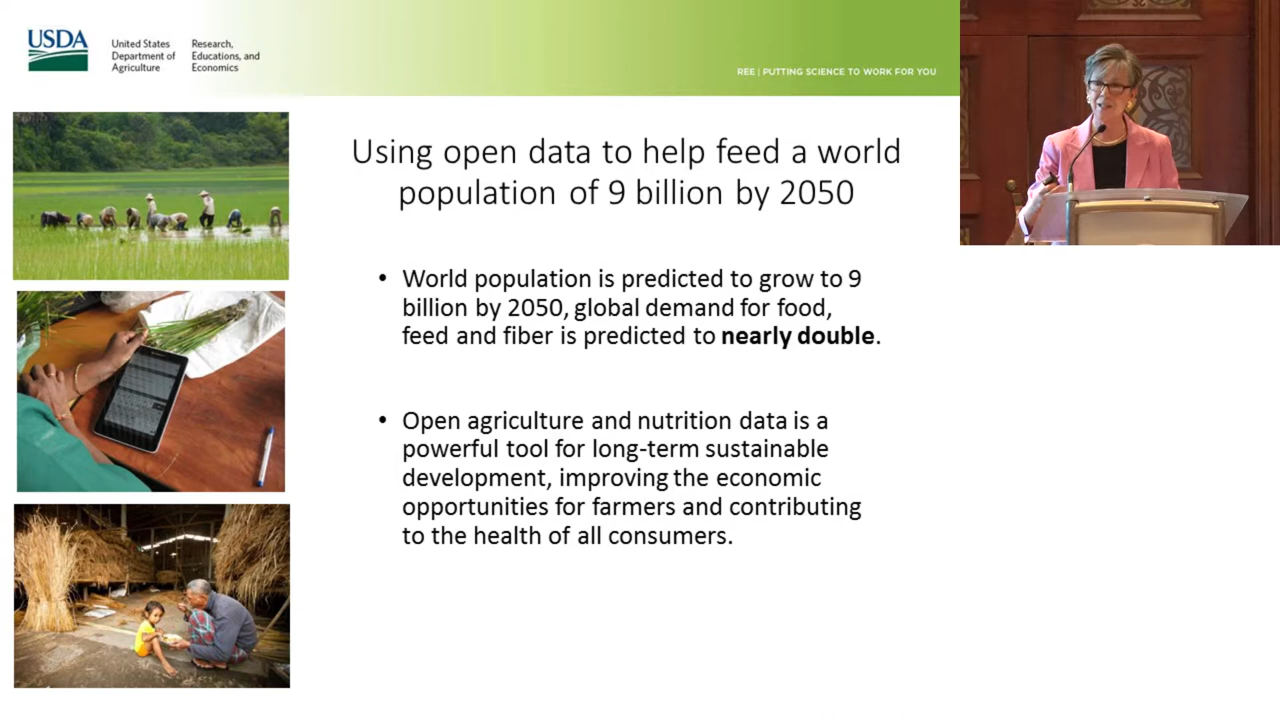 USDA
United States
Department of
Agriculture
Research,
Educations, and
Economics
REE | PUTTING SCIENCE TO WORK FOR YOU
Using open data to help feed a world
population of 9 billion by 2050
• World population is predicted to grow to 9
billion by 2050, global demand for food,
feed and fiber is predicted to nearly double.
• Open agriculture and nutrition data is a
powerful tool for long-term sustainable
development, improving the economic
opportunities for farmers and contributing
to the health of all consumers.